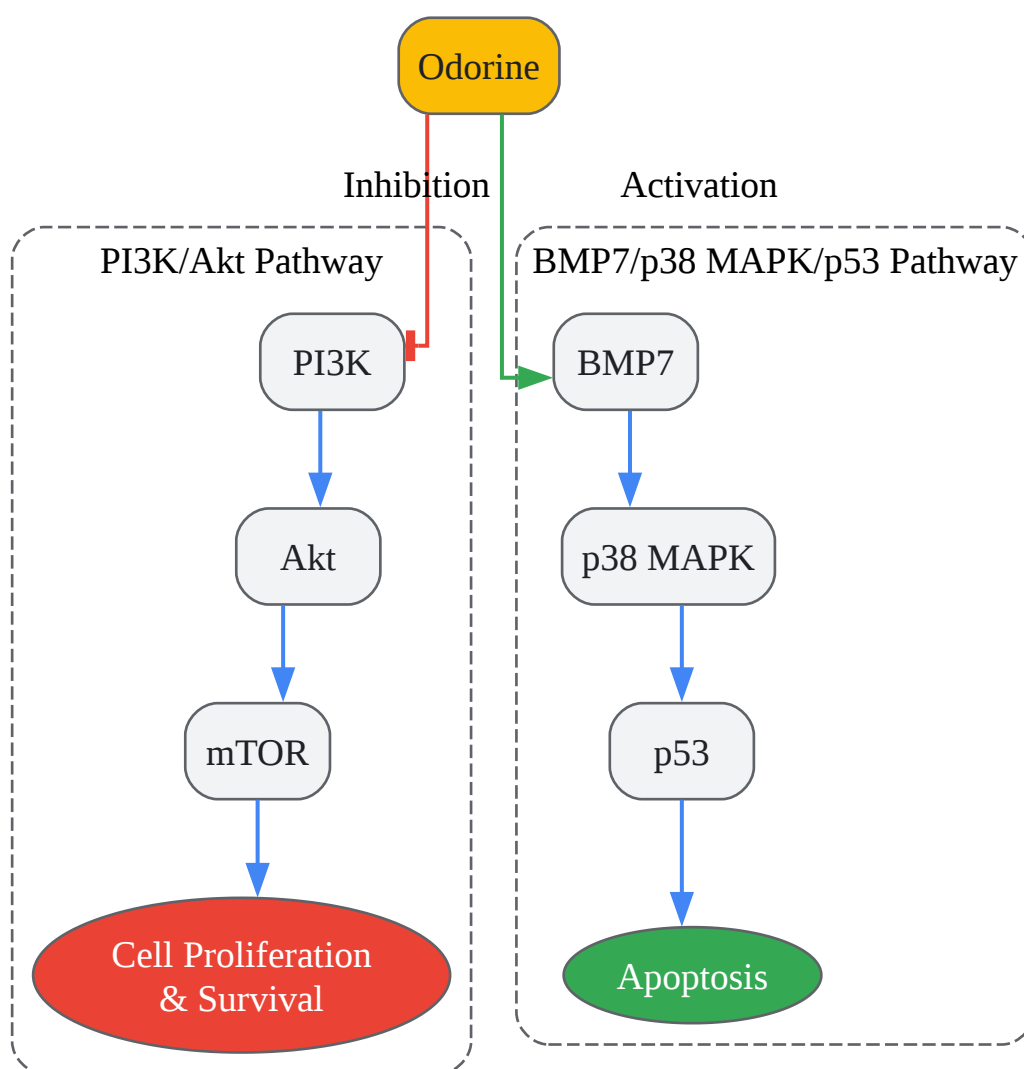 Odorine
Inhibition
Activation
PI3K/Akt Pathway
BMP7/p38 MAPK/p53 Pathway
PI3K
BMP7
Akt
p38 MAPK
mTOR
p53
Cell Proliferation
& Survival
Apoptosis